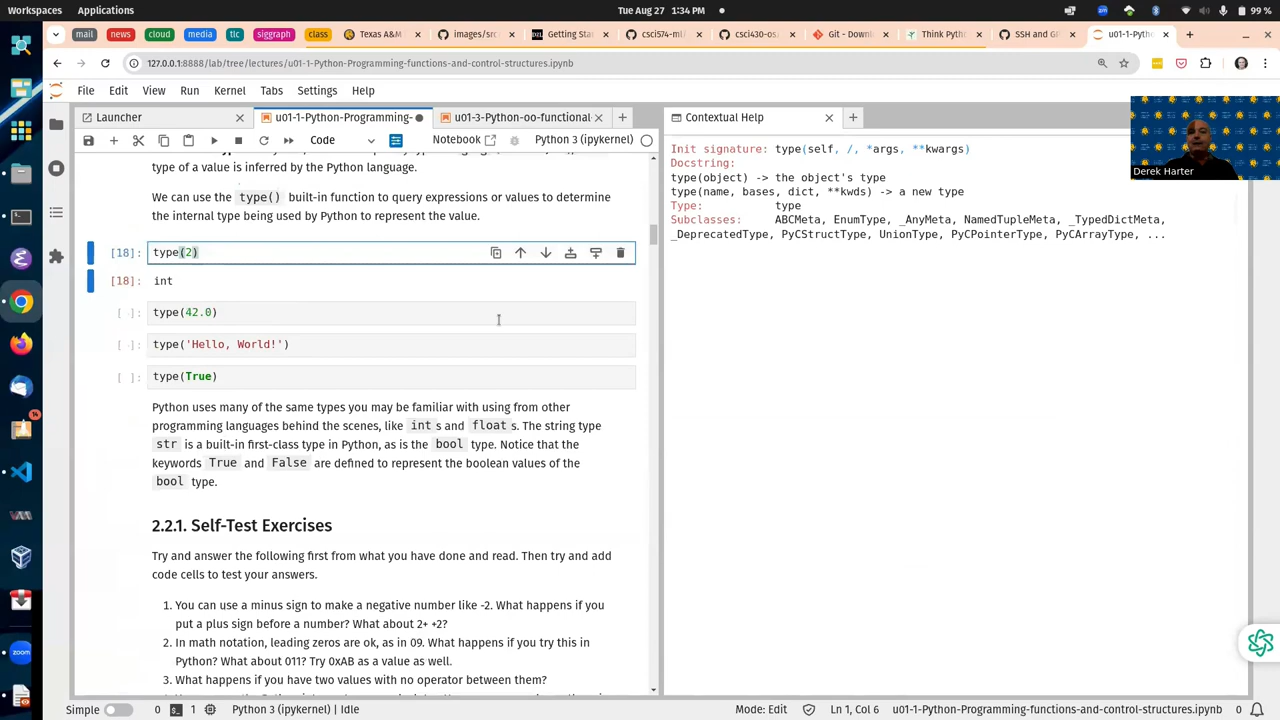 Workspaces Applications Tue Aug 27 1:34 PM 99 %
mail news cloud media tlc siggraph class Texas A&M images/src Getting Sta csci574-ml/ csci430-os Git - Downl Think Pyth SSH and GP u01-1-Pyth
127.0.0.1:8888/lab/tree/lectures/u01-1-Python-Programming-functions-and-control-structures.ipynb
File Edit View Run Kernel Tabs Settings Help
Launcher u01-1-Python-Programming- u01-3-Python-oo-functional Contextual Help
Code Notebook Python 3 (ipykernel)
Derek Harter
Init signature: type(self, /, *args, **kwargs)
Docstring:
type(object) -> the object's type
type(name, bases, dict, **kwds) -> a new type
Type: type
Subclasses: ABCMeta, EnumType, _AnyMeta, NamedTupleMeta, _TypedDictMeta,
_DeprecatedType, PyCStructType, UnionType, PyCPointerType, PyCArrayType, ...
type of a value is inferred by the Python language.
We can use the type() built-in function to query expressions or values to determine
the internal type being used by Python to represent the value.
[18]: type(2)
[18]: int
[ ]: type(42.0)
[ ]: type('Hello, World!')
[ ]: type(True)
Python uses many of the same types you may be familiar with using from other
programming languages behind the scenes, like int s and float s. The string type
str is a built-in first-class type in Python, as is the bool type. Notice that the
keywords True and False are defined to represent the boolean values of the
bool type.
2.2.1. Self-Test Exercises
Try and answer the following first from what you have done and read. Then try and add
code cells to test your answers.
1. You can use a minus sign to make a negative number like -2. What happens if you
put a plus sign before a number? What about 2+ +2?
2. In math notation, leading zeros are ok, as in 09. What happens if you try this in
Python? What about 011? Try 0xAB as a value as well.
3. What happens if you have two values with no operator between them?
14
zoom
Simple 0 1 Python 3 (ipykernel) | Idle Mode: Edit Ln 1, Col 6 u01-1-Python-Programming-functions-and-control-structures.ipynb 0